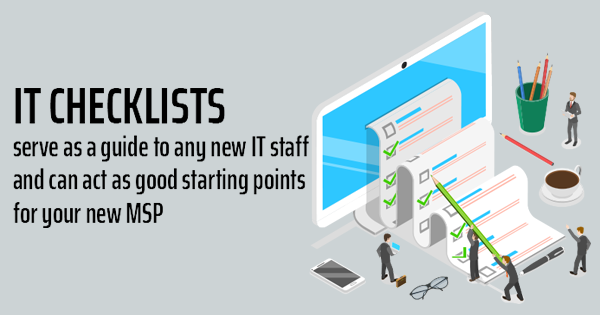 IT CHECKLISTS
serve as a guide to any new IT staff
and can act as good starting points
for your new MSP